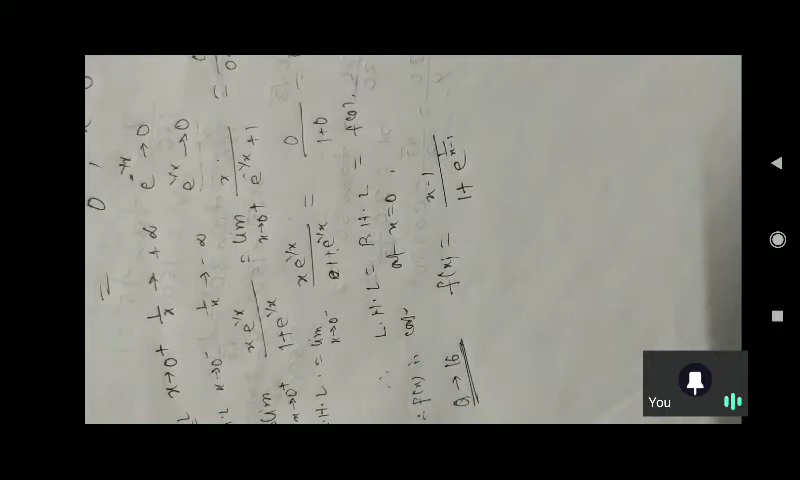 0 ,
=
x→0⁺ 1/x → +∞ e^{-1/x} → 0
x→0⁻ 1/x → -∞ e^{1/x} → 0
lim x→0⁺ x e^{1/x} / 1+e^{1/x} = lim x→0⁺ x / e^{-1/x}+1 =
.H.L. = lim x→0⁻ x e^{1/x} / 1+e^{1/x} = 0 / 1+0 =
∴ L.H.L = R.H.L = f(0),
∴ f(x) is at x=0 ;
Q → 16 f(x) = x-1 / 1+ e^{1/x-1}
You